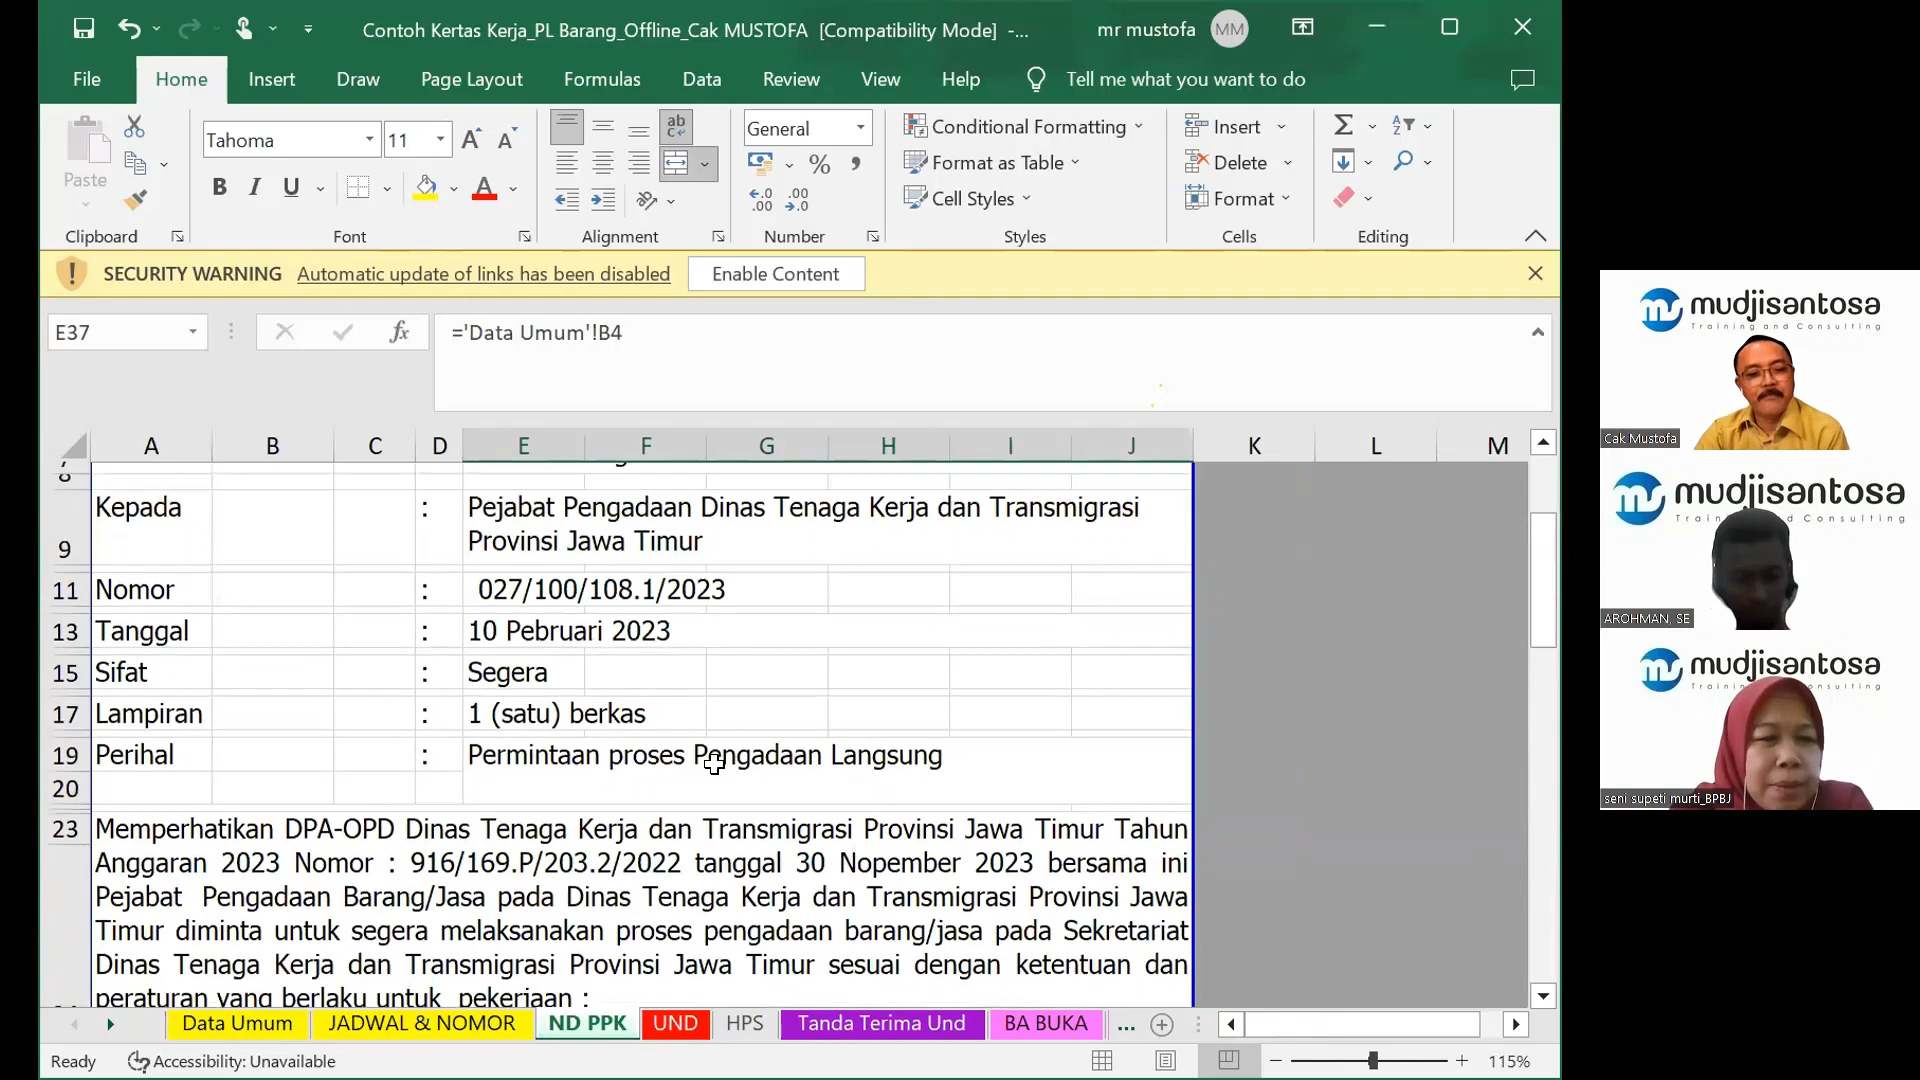 Contoh Kertas Kerja_PL Barang_Offline_Cak MUSTOFA [Compatibility Mode] -...
mr mustofa
MM
File
Home
Insert
Draw
Page Layout
Formulas
Data
Review
View
Help
Tell me what you want to do
Paste
Clipboard
Tahoma
11
B I U
Font
ab
Alignment
General
%
Number
Conditional Formatting
Format as Table
Cell Styles
Styles
Insert
Delete
Format
Cells
Editing
SECURITY WARNING Automatic update of links has been disabled
Enable Content
E37
fx
='Data Umum'!B4
A B C D E F G H I J K L M
8
9 Kepada : Pejabat Pengadaan Dinas Tenaga Kerja dan Transmigrasi
Provinsi Jawa Timur
11 Nomor : 027/100/108.1/2023
13 Tanggal : 10 Pebruari 2023
15 Sifat : Segera
17 Lampiran : 1 (satu) berkas
19 Perihal : Permintaan proses Pengadaan Langsung
20
23 Memperhatikan DPA-OPD Dinas Tenaga Kerja dan Transmigrasi Provinsi Jawa Timur Tahun
Anggaran 2023 Nomor : 916/169.P/203.2/2022 tanggal 30 Nopember 2023 bersama ini
Pejabat Pengadaan Barang/Jasa pada Dinas Tenaga Kerja dan Transmigrasi Provinsi Jawa
Timur diminta untuk segera melaksanakan proses pengadaan barang/jasa pada Sekretariat
Dinas Tenaga Kerja dan Transmigrasi Provinsi Jawa Timur sesuai dengan ketentuan dan
peraturan yang berlaku untuk pekerjaan :
Data Umum
JADWAL & NOMOR
ND PPK
UND
HPS
Tanda Terima Und
BA BUKA
...
Ready
Accessibility: Unavailable
115%
mudjisantosa
Training and Consulting
Cak Mustofa
mudjisantosa
AROHMAN, SE
mudjisantosa
seni supeti murti_BPBJ